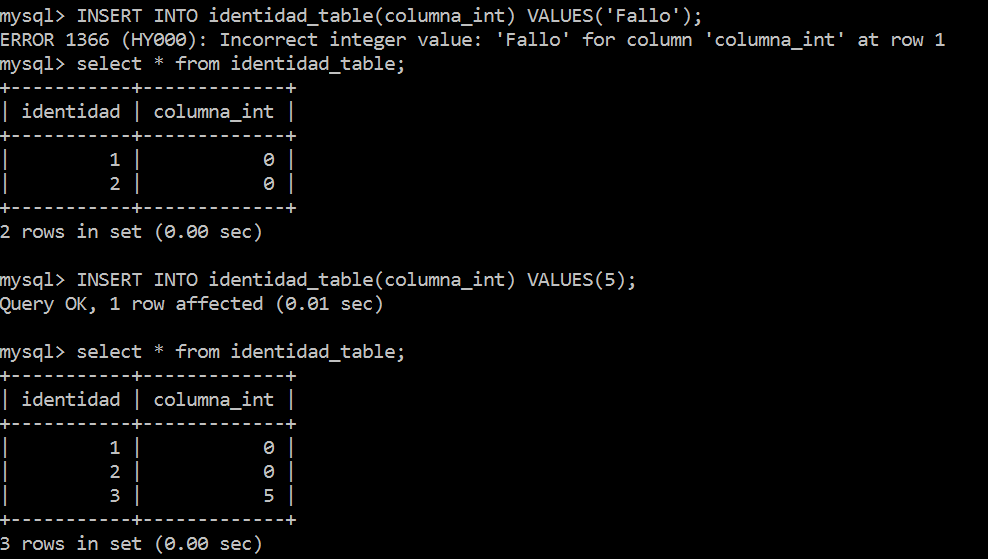 mysql> INSERT INTO identidad_table(columna_int) VALUES('Fallo');
ERROR 1366 (HY000): Incorrect integer value: 'Fallo' for column 'columna_int' at row 1
mysql> select * from identidad_table;
+-----------+-------------+
| identidad | columna_int |
+-----------+-------------+
|         1 |           0 |
|         2 |           0 |
+-----------+-------------+
2 rows in set (0.00 sec)

mysql> INSERT INTO identidad_table(columna_int) VALUES(5);
Query OK, 1 row affected (0.01 sec)

mysql> select * from identidad_table;
+-----------+-------------+
| identidad | columna_int |
+-----------+-------------+
|         1 |           0 |
|         2 |           0 |
|         3 |           5 |
+-----------+-------------+
3 rows in set (0.00 sec)